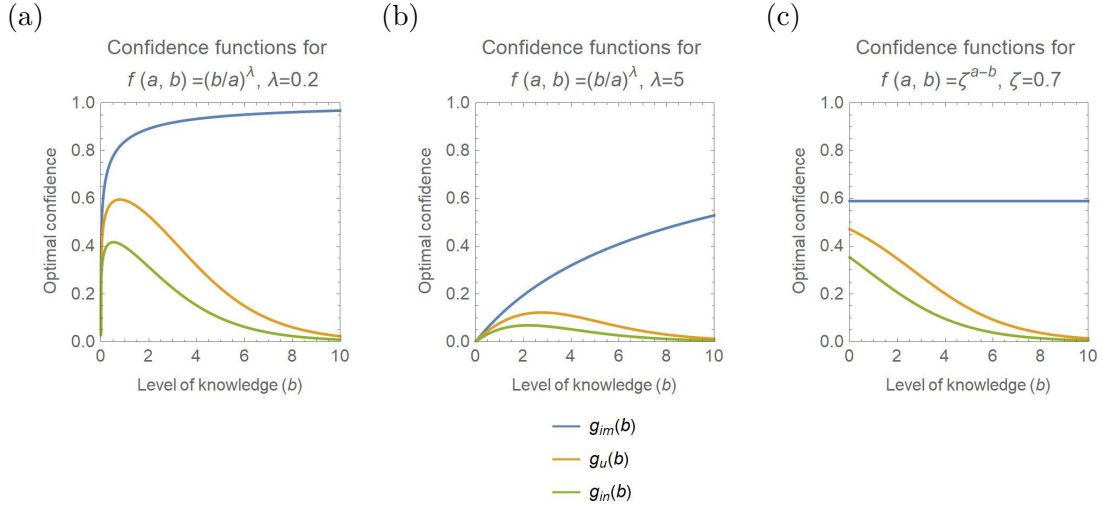 (a)
Confidence functions for
f (a, b) =(b/a)^λ, λ=0.2
1.0
0.8
0.6
0.4
0.2
0.0
Optimal confidence
0 2 4 6 8 10
Level of knowledge (b)
(b)
Confidence functions for
f (a, b) =(b/a)^λ, λ=5
1.0
0.8
0.6
0.4
0.2
0.0
Optimal confidence
0 2 4 6 8 10
Level of knowledge (b)
(c)
Confidence functions for
f (a, b) =ζ^{a-b}, ζ=0.7
1.0
0.8
0.6
0.4
0.2
0.0
Optimal confidence
0 2 4 6 8 10
Level of knowledge (b)
g_{im}(b)
g_u(b)
g_{in}(b)